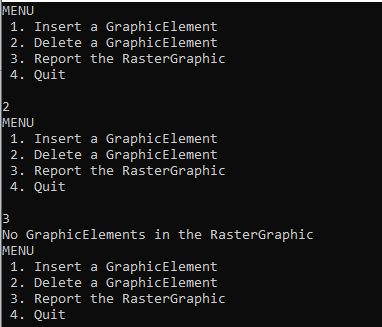 MENU
1. Insert a GraphicElement
2. Delete a GraphicElement
3. Report the RasterGraphic
4. Quit
2
MENU
1. Insert a GraphicElement
2. Delete a GraphicElement
3. Report the RasterGraphic
4. Quit
3
No GraphicElements in the RasterGraphic
MENU
1. Insert a GraphicElement
2. Delete a GraphicElement
3. Report the RasterGraphic
4. Quit